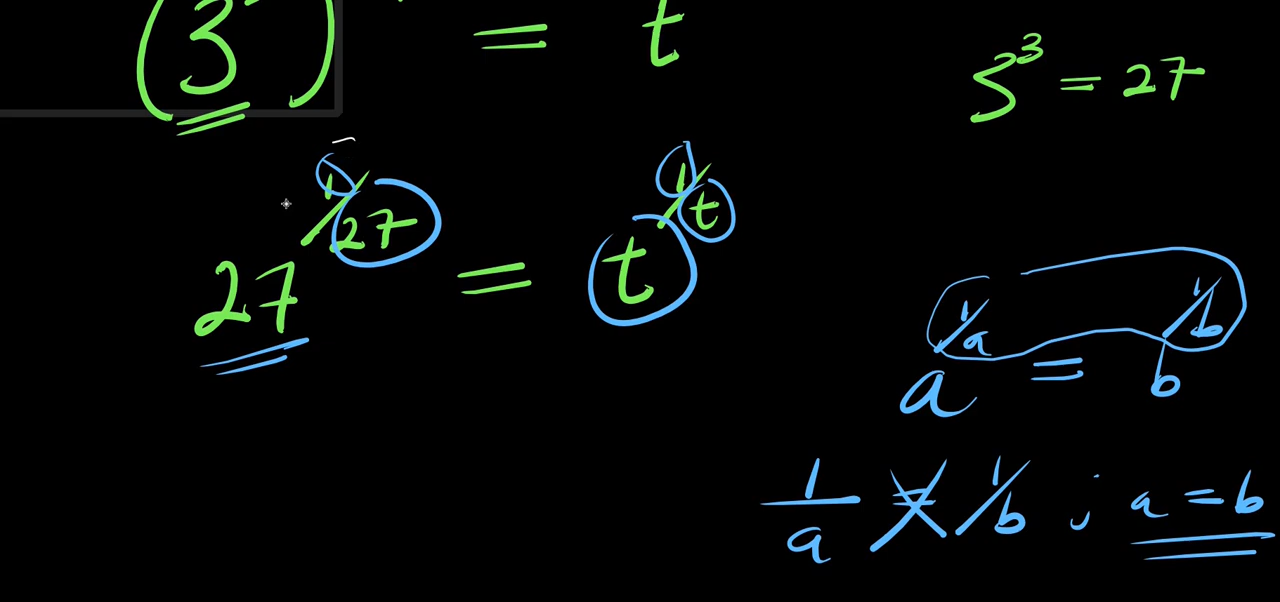 (3) = t
3³ = 27
27^(1/27) = t^(1/t)
a^(1/a) = b^(1/b)
1/a = 1/b ; a = b